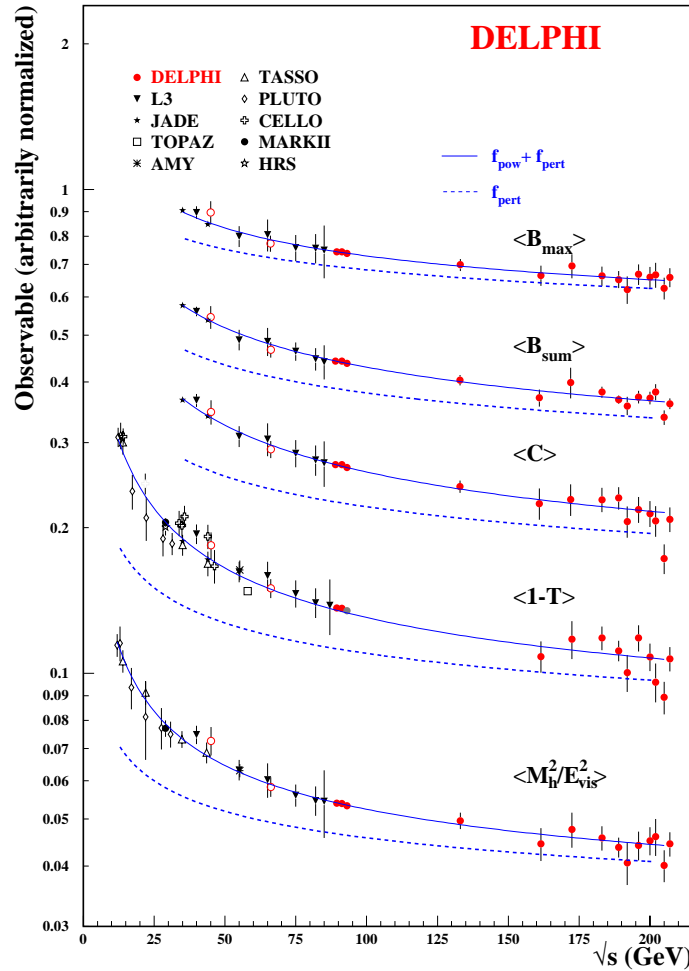 DELPHI
Observable (arbitrarily normalized)
DELPHI
L3
JADE
TOPAZ
AMY
TASSO
PLUTO
CELLO
MARKII
HRS
f_pow + f_pert
f_pert
<B_max>
<B_sum>
<C>
<1-T>
<M_h^2/E_vis^2>
2
1
0.9
0.8
0.7
0.6
0.5
0.4
0.3
0.2
0.1
0.09
0.08
0.07
0.06
0.05
0.04
0.03
0 25 50 75 100 125 150 175 200
√s (GeV)